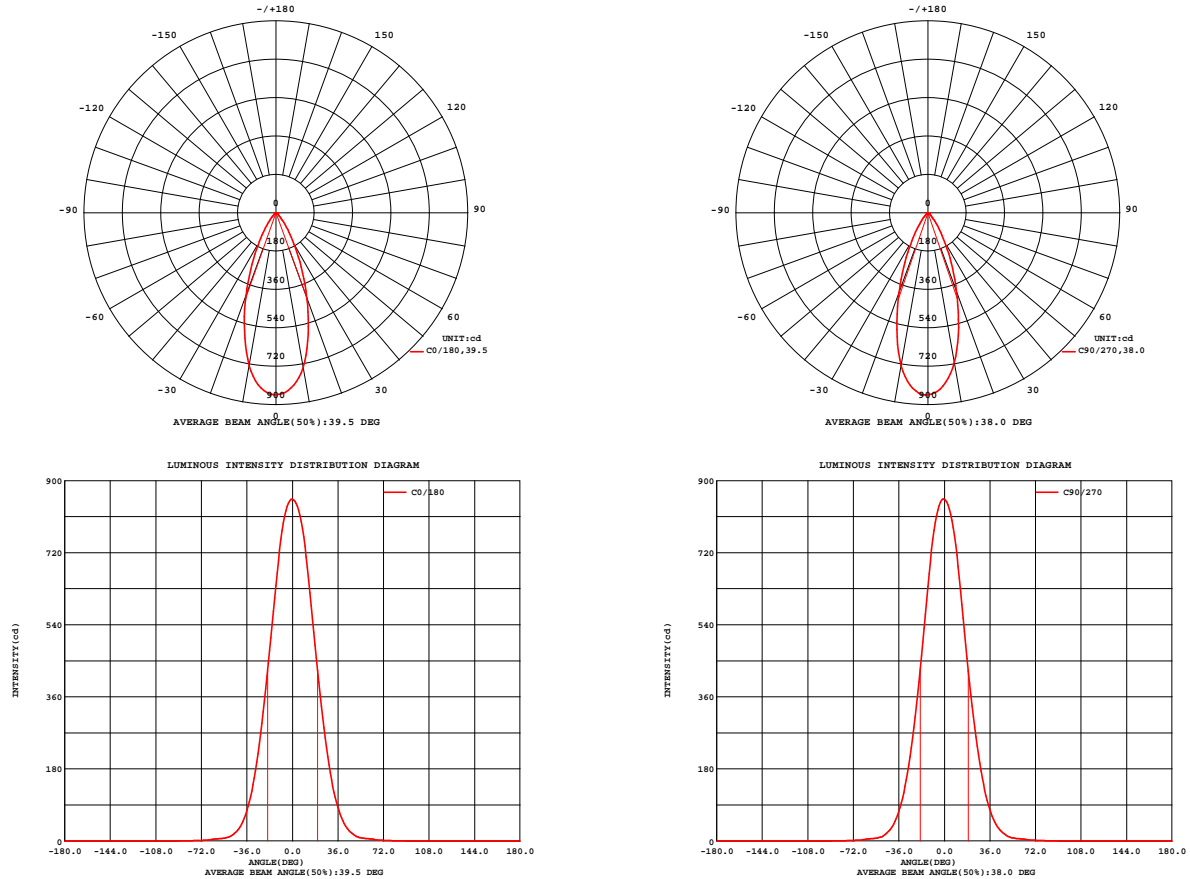 -/+180
-150
150
-120
120
-90
90
0
180
360
540
720
900
-60
60
-30
30
0
UNIT:cd
C0/180,39.5
AVERAGE BEAM ANGLE(50%):39.5 DEG
-/+180
-150
150
-120
120
-90
90
0
180
360
540
720
900
-60
60
-30
30
0
UNIT:cd
C90/270,38.0
AVERAGE BEAM ANGLE(50%):38.0 DEG
LUMINOUS INTENSITY DISTRIBUTION DIAGRAM
C0/180
900
720
540
360
180
0
INTENSITY(cd)
-180.0 -144.0 -108.0 -72.0 -36.0 0.0 36.0 72.0 108.0 144.0 180.0
ANGLE(DEG)
AVERAGE BEAM ANGLE(50%):39.5 DEG
LUMINOUS INTENSITY DISTRIBUTION DIAGRAM
C90/270
900
720
540
360
180
0
INTENSITY(cd)
-180.0 -144.0 -108.0 -72.0 -36.0 0.0 36.0 72.0 108.0 144.0 180.0
ANGLE(DEG)
AVERAGE BEAM ANGLE(50%):38.0 DEG